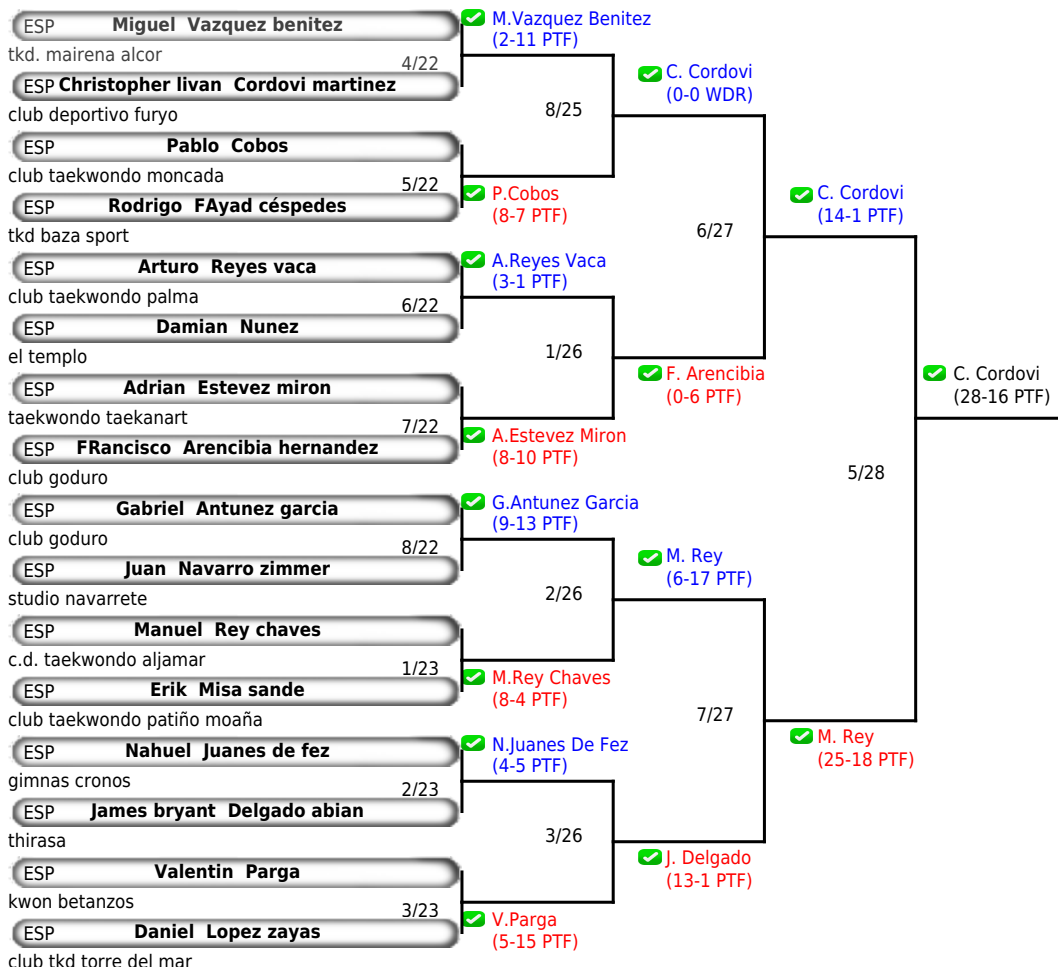 ESP Miguel Vazquez benitez
tkd. mairena alcor
4/22
ESP Christopher livan Cordovi martinez
club deportivo furyo
ESP Pablo Cobos
club taekwondo moncada
5/22
ESP Rodrigo FAyad céspedes
tkd baza sport
ESP Arturo Reyes vaca
club taekwondo palma
6/22
ESP Damian Nunez
el templo
ESP Adrian Estevez miron
taekwondo taekanart
7/22
ESP FRancisco Arencibia hernandez
club goduro
ESP Gabriel Antunez garcia
club goduro
8/22
ESP Juan Navarro zimmer
studio navarrete
ESP Manuel Rey chaves
c.d. taekwondo aljamar
1/23
ESP Erik Misa sande
club taekwondo patiño moaña
ESP Nahuel Juanes de fez
gimnas cronos
2/23
ESP James bryant Delgado abian
thirasa
ESP Valentin Parga
kwon betanzos
3/23
ESP Daniel Lopez zayas
club tkd torre del mar
M.Vazquez Benitez
(2-11 PTF)
8/25
P.Cobos
(8-7 PTF)
A.Reyes Vaca
(3-1 PTF)
1/26
A.Estevez Miron
(8-10 PTF)
G.Antunez Garcia
(9-13 PTF)
2/26
M.Rey Chaves
(8-4 PTF)
N.Juanes De Fez
(4-5 PTF)
3/26
V.Parga
(5-15 PTF)
C. Cordovi
(0-0 WDR)
6/27
F. Arencibia
(0-6 PTF)
M. Rey
(6-17 PTF)
7/27
J. Delgado
(13-1 PTF)
C. Cordovi
(14-1 PTF)
5/28
M. Rey
(25-18 PTF)
C. Cordovi
(28-16 PTF)